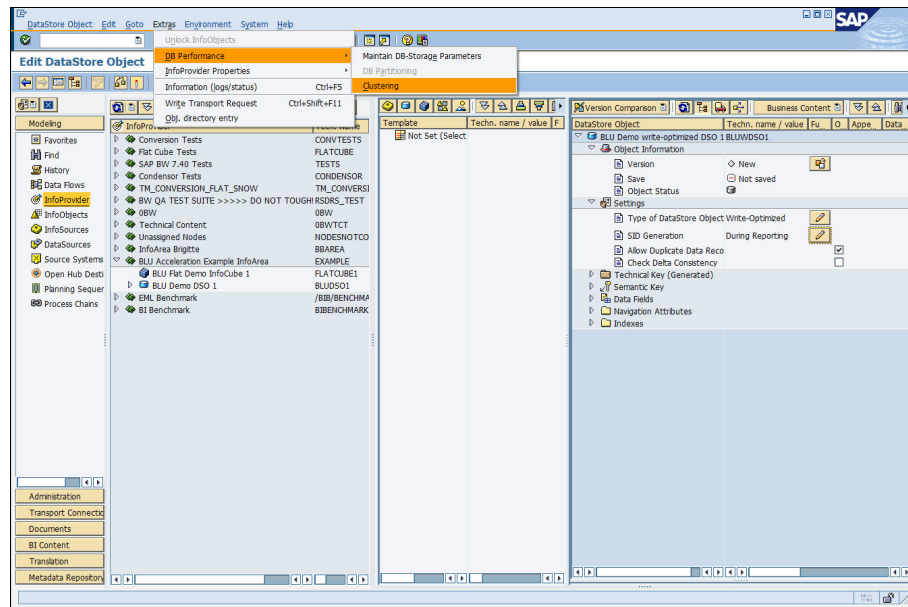 DataStore Object Edit Goto Extras Environment System Help
SAP
Unlock InfoObjects
DB Performance
InfoProvider Properties
Information (logs/status) Ctrl+F5
Write Transport Request Ctrl+Shift+F11
Obj. directory entry
Maintain DB-Storage Parameters
DB Partitioning
Clustering
Edit DataStore Object
Modeling
Favorites
Find
History
Data Flows
InfoProvider
InfoObjects
InfoSources
DataSources
Source Systems
Open Hub Desti
Planning Sequer
Process Chains
Administration
Transport Connectio
Documents
BI Content
Translation
Metadata Repository
InfoProvider Techn. Name
Conversion Tests CONVTESTS
Flat Cube Tests FLATCUBE
SAP BW 7.40 Tests TESTS
Condensor Tests CONDENSOR
TM_CONVERSION_FLAT_SNOW TM_CONVERSI
BW QA TEST SUITE >>>>> DO NOT TOUGH! RSDRS_TEST
0BW 0BW
Technical Content 0BWTCT
Unassigned Nodes NODESNOTCO
InfoArea Brigitte BBAREA
BLU Acceleration Example InfoArea EXAMPLE
BLU Flat Demo InfoCube 1 FLATCUBE1
BLU Demo DSO 1 BLUDSO1
EML Benchmark /BIB/BENCHMA
BI Benchmark BIBENCHMARK
Template Techn. name / value F
Not Set (Select
Version Comparison Business Content
DataStore Object Techn. name / value Fu... O Appe... Data...
BLU Demo write-optimized DSO 1 BLUWDSO1
Object Information
Version New
Save Not saved
Object Status
Settings
Type of DataStore Object Write-Optimized
SID Generation During Reporting
Allow Duplicate Data Reco
Check Delta Consistency
Technical Key (Generated)
Semantic Key
Data Fields
Navigation Attributes
Indexes